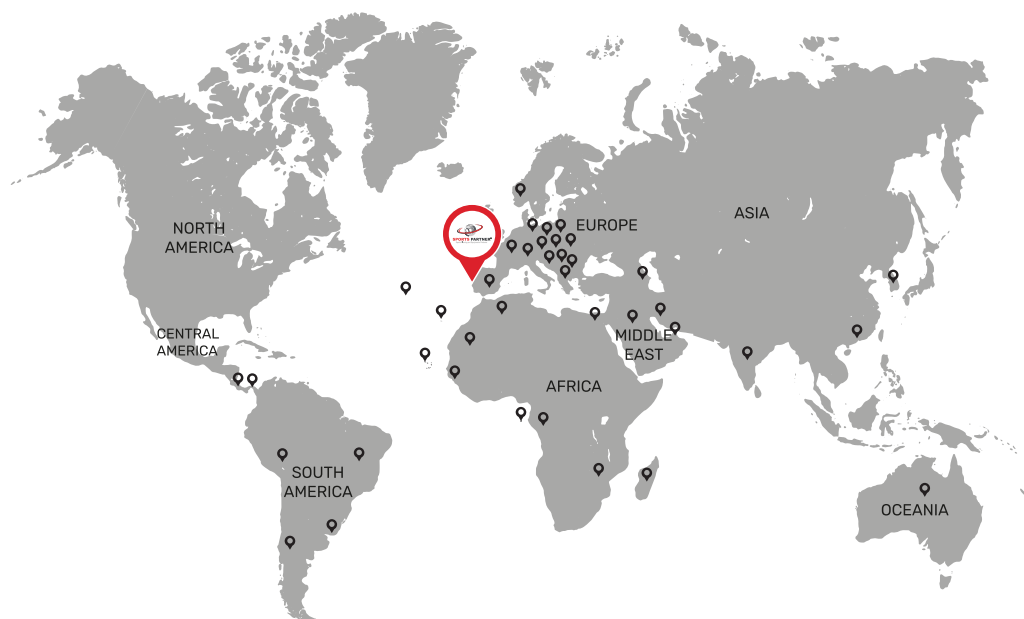 NORTH
AMERICA
EUROPE
ASIA
SPORTS PARTNER
CENTRAL
AMERICA
MIDDLE
EAST
AFRICA
SOUTH
AMERICA
OCEANIA